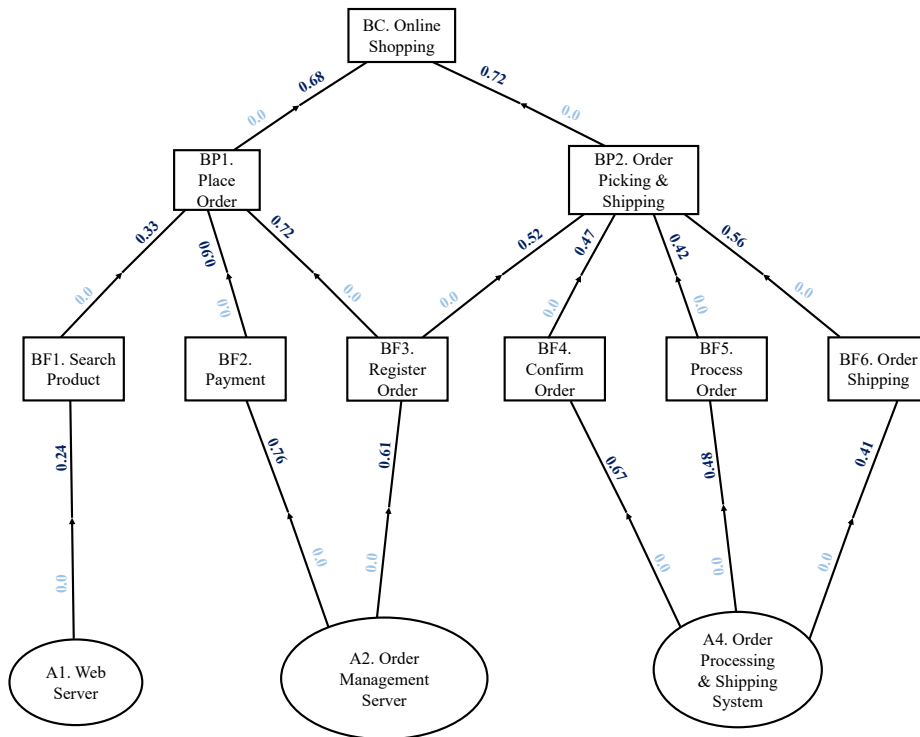 BC. Online
Shopping
0.68
0.72
0.0
0.0
BP1.
Place
Order
BP2. Order
Picking &
Shipping
0.33
0.90
0.72
0.52
0.47
0.42
0.56
0.0
0.0
0.0
0.0
0.0
0.0
0.0
BF1. Search
Product
BF2.
Payment
BF3.
Register
Order
BF4.
Confirm
Order
BF5.
Process
Order
BF6. Order
Shipping
0.24
0.76
0.61
0.67
0.48
0.41
0.0
0.0
0.0
0.0
0.0
0.0
A1. Web
Server
A2. Order
Management
Server
A4. Order
Processing
& Shipping
System